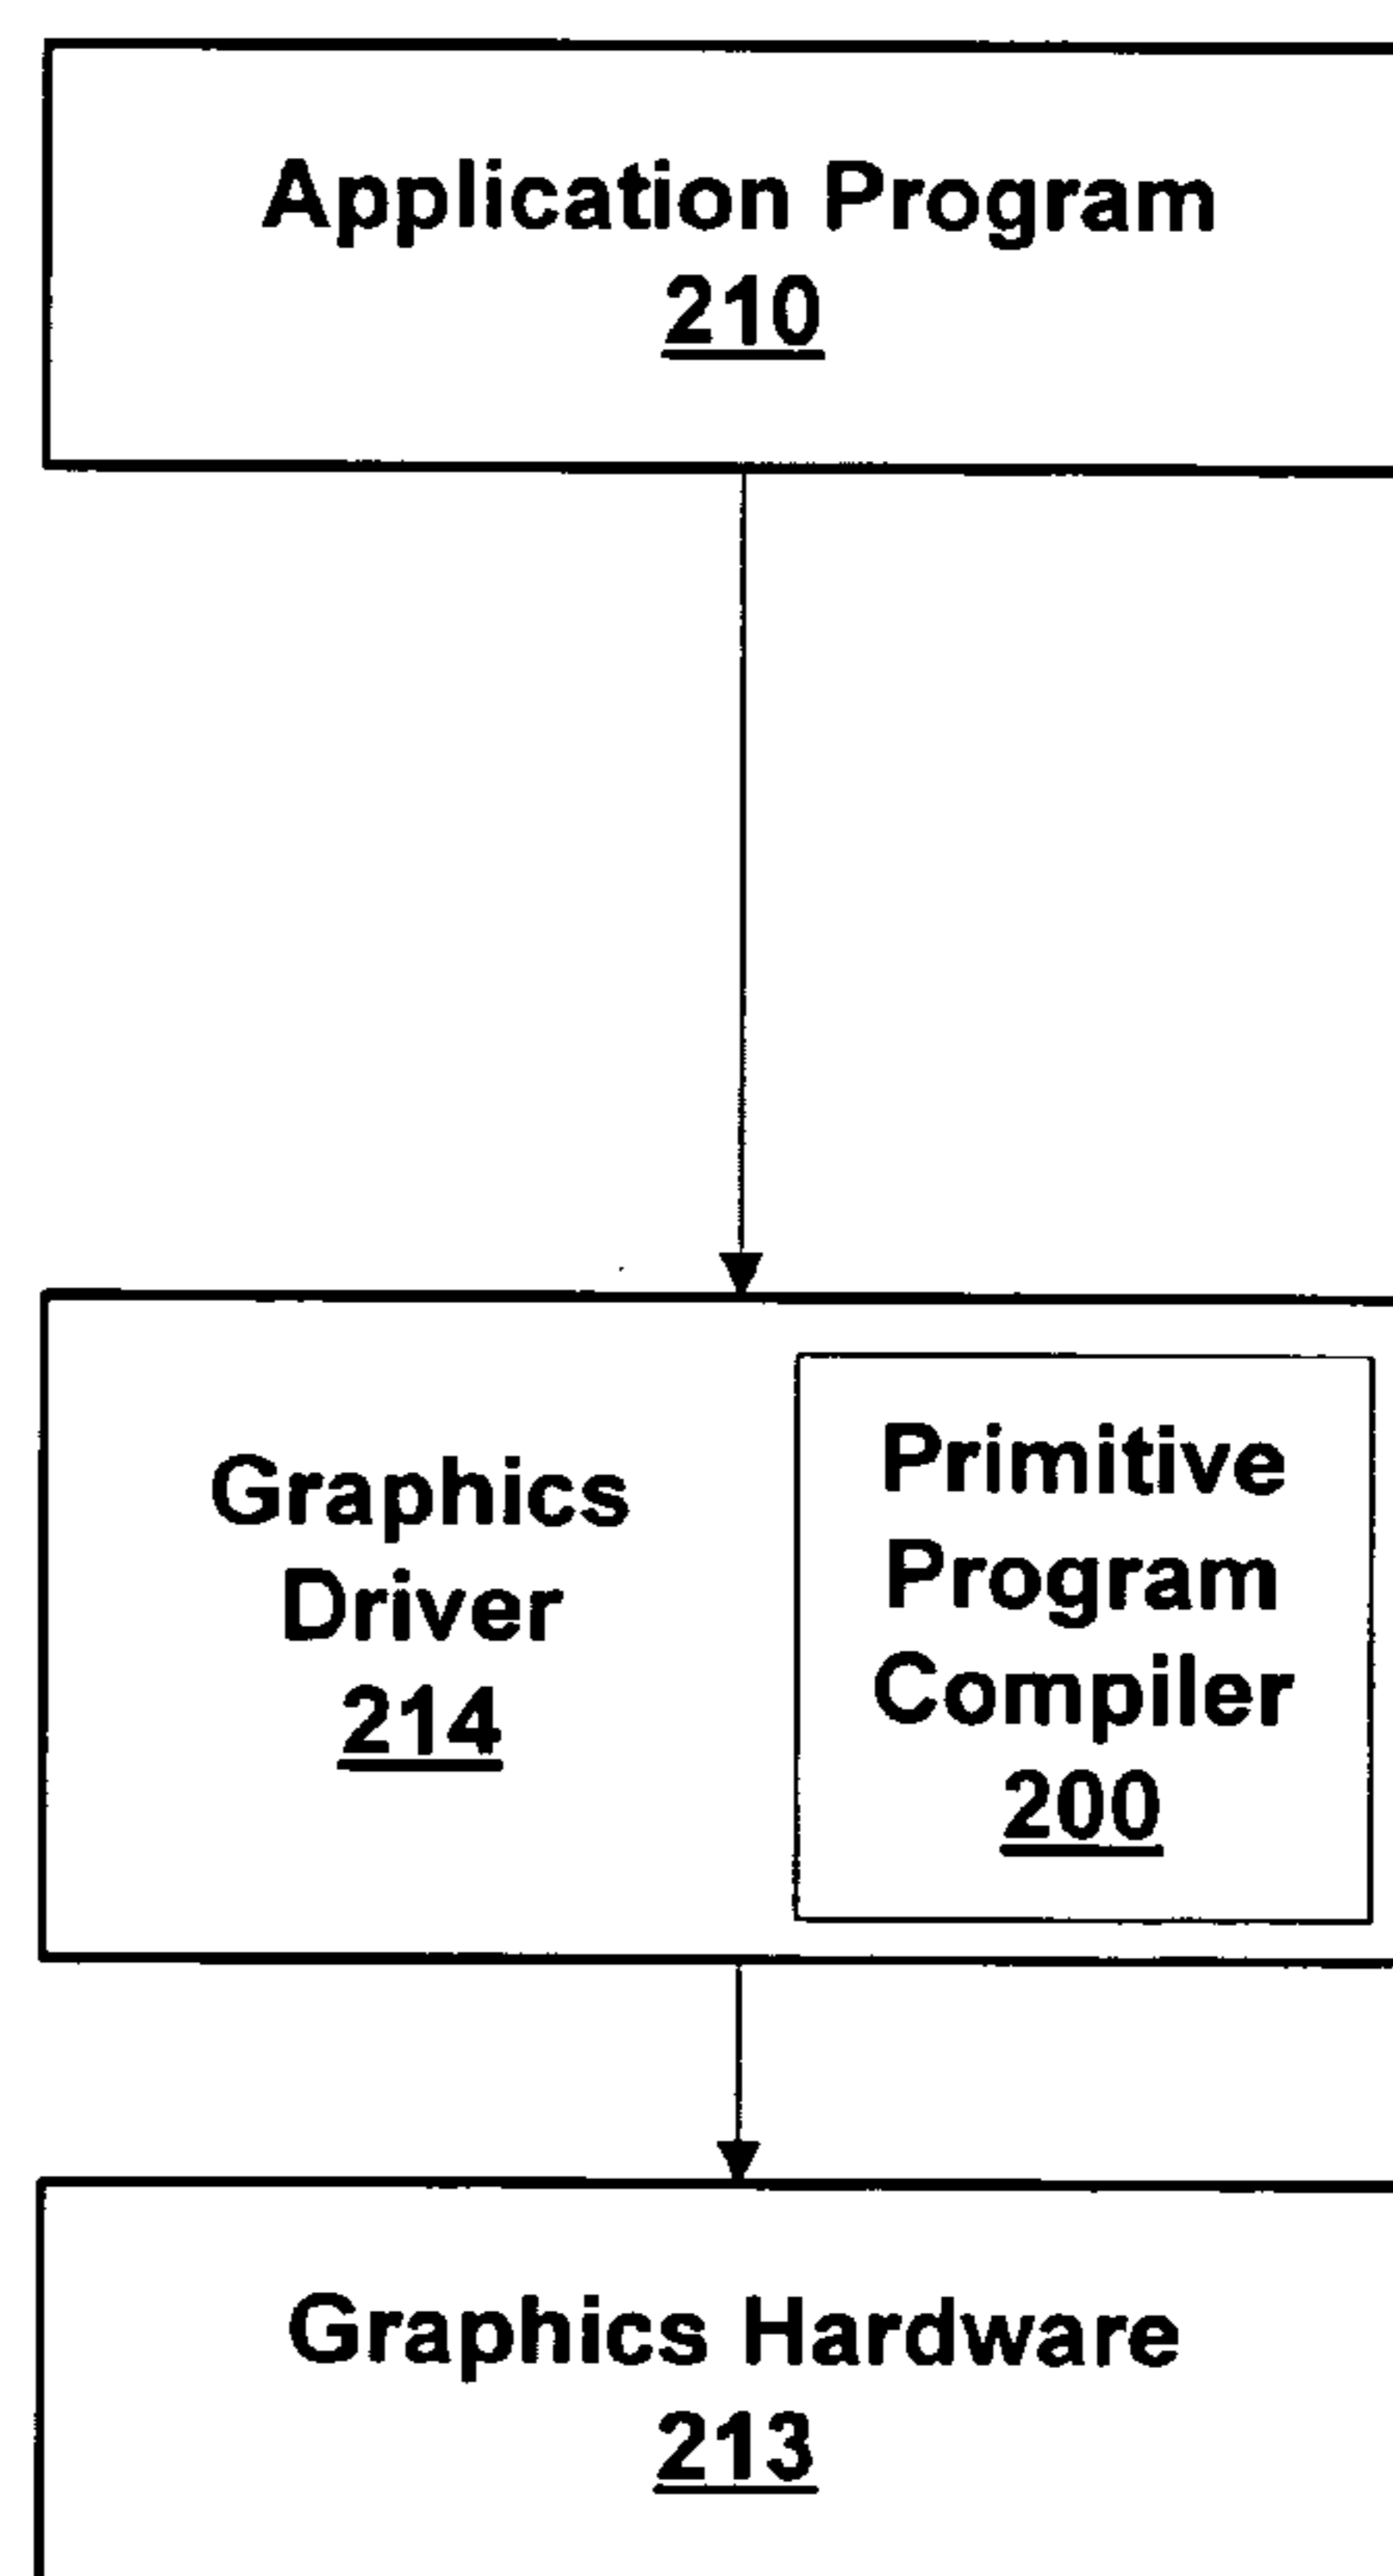 Application Program
210
Graphics
Driver
214
Primitive
Program
Compiler
200
Graphics Hardware
213